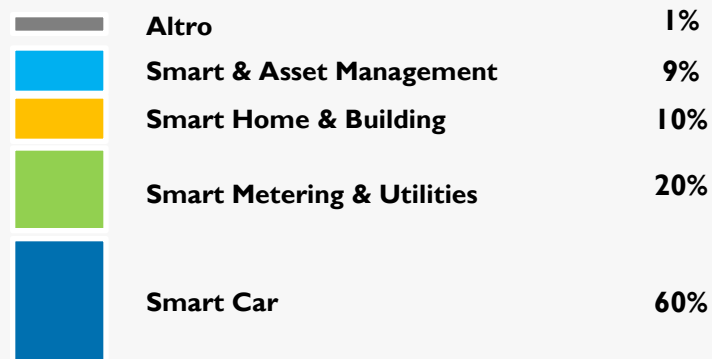 Altro 1%
Smart & Asset Management 9%
Smart Home & Building 10%
Smart Metering & Utilities 20%
Smart Car 60%